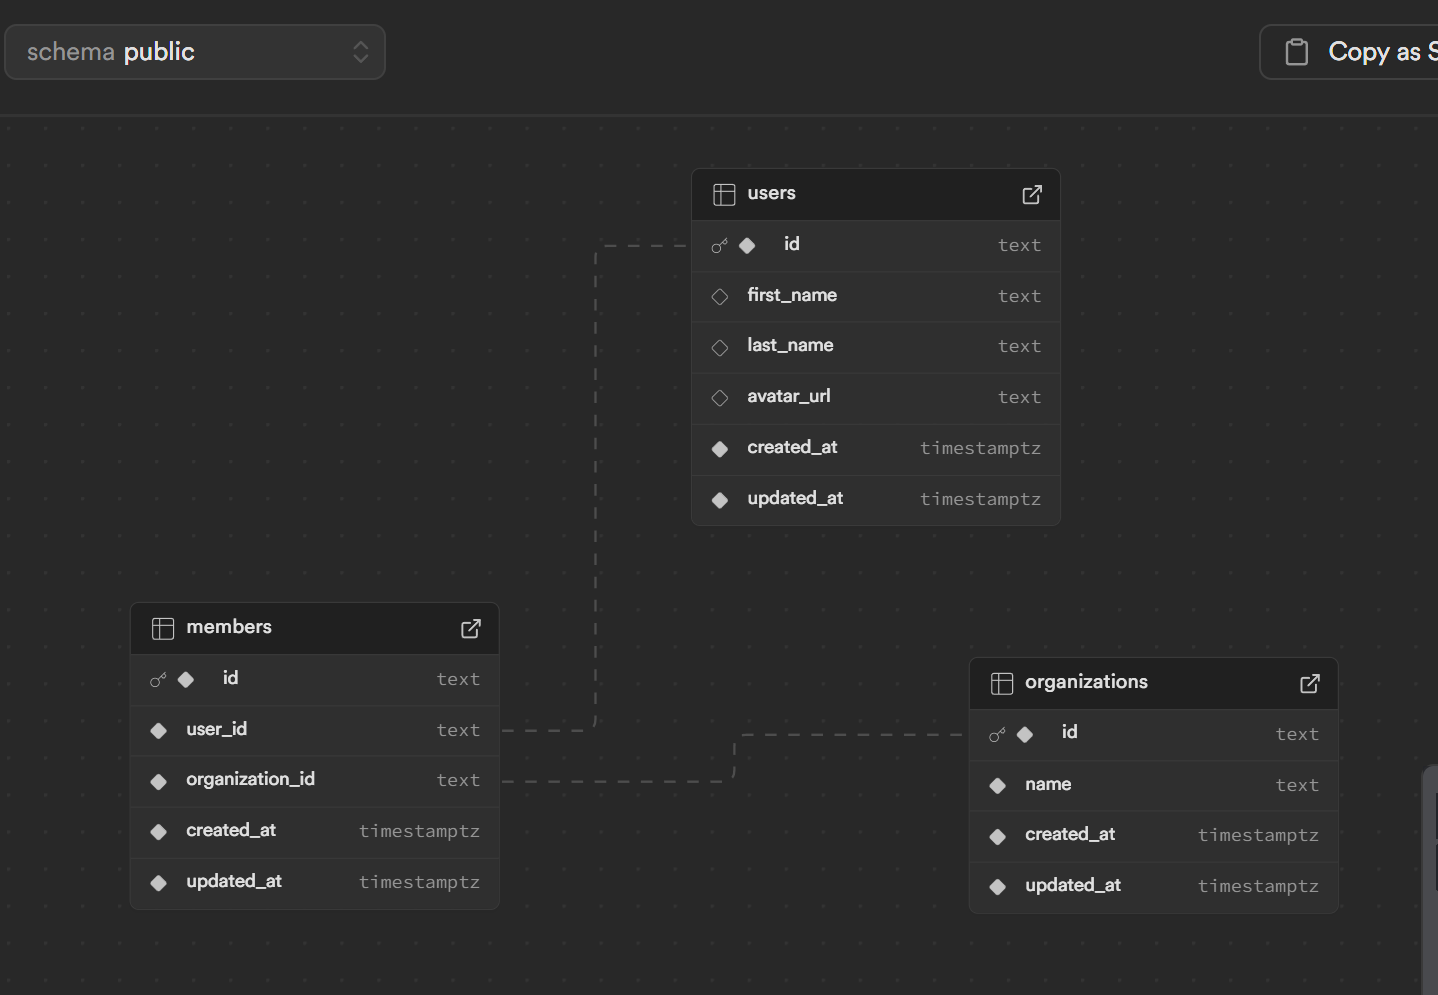 schema public
Copy as S
users
id text
first_name text
last_name text
avatar_url text
created_at timestamptz
updated_at timestamptz
members
id text
user_id text
organization_id text
created_at timestamptz
updated_at timestamptz
organizations
id text
name text
created_at timestamptz
updated_at timestamptz